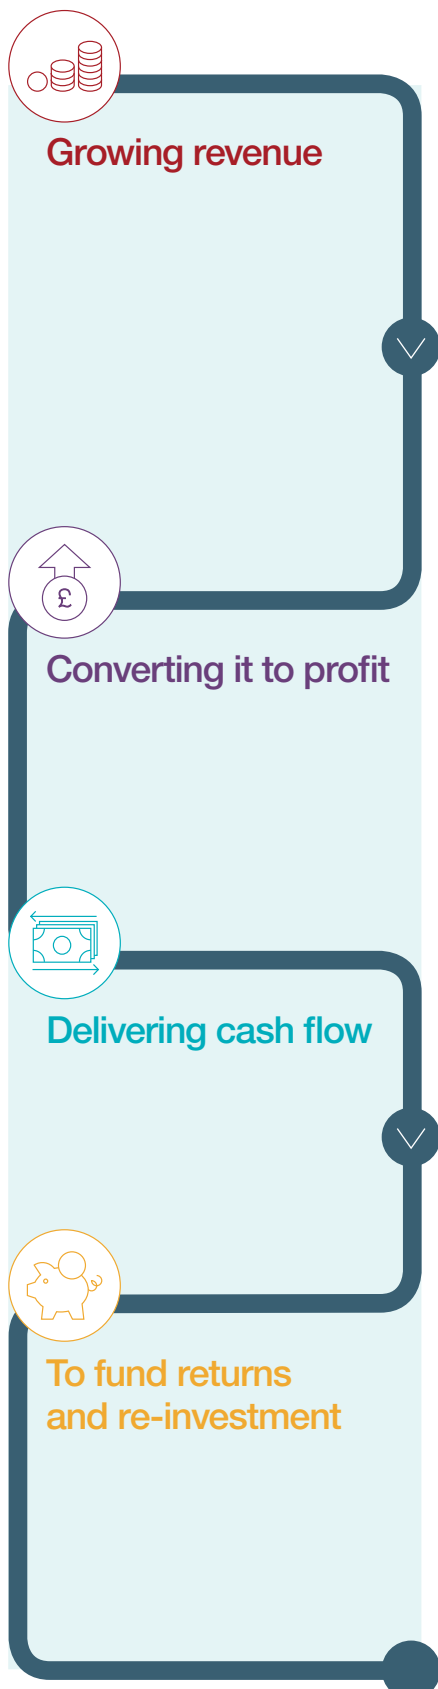 Growing revenue
£
Converting it to profit
Delivering cash flow
To fund returns
and re-investment